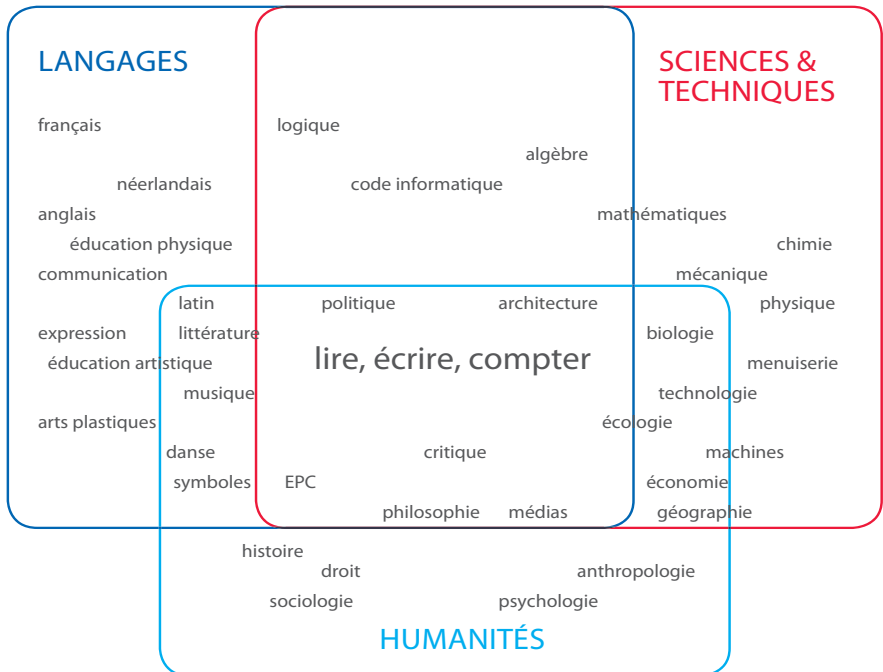 LANGAGES
SCIENCES &
TECHNIQUES
français
logique
algèbre
néerlandais
code informatique
anglais
mathématiques
éducation physique
chimie
communication
mécanique
latin
politique
architecture
physique
expression
littérature
biologie
lire, écrire, compter
éducation artistique
menuiserie
musique
technologie
arts plastiques
écologie
danse
critique
machines
symboles
EPC
économie
philosophie
médias
géographie
histoire
droit
anthropologie
sociologie
psychologie
HUMANITÉS